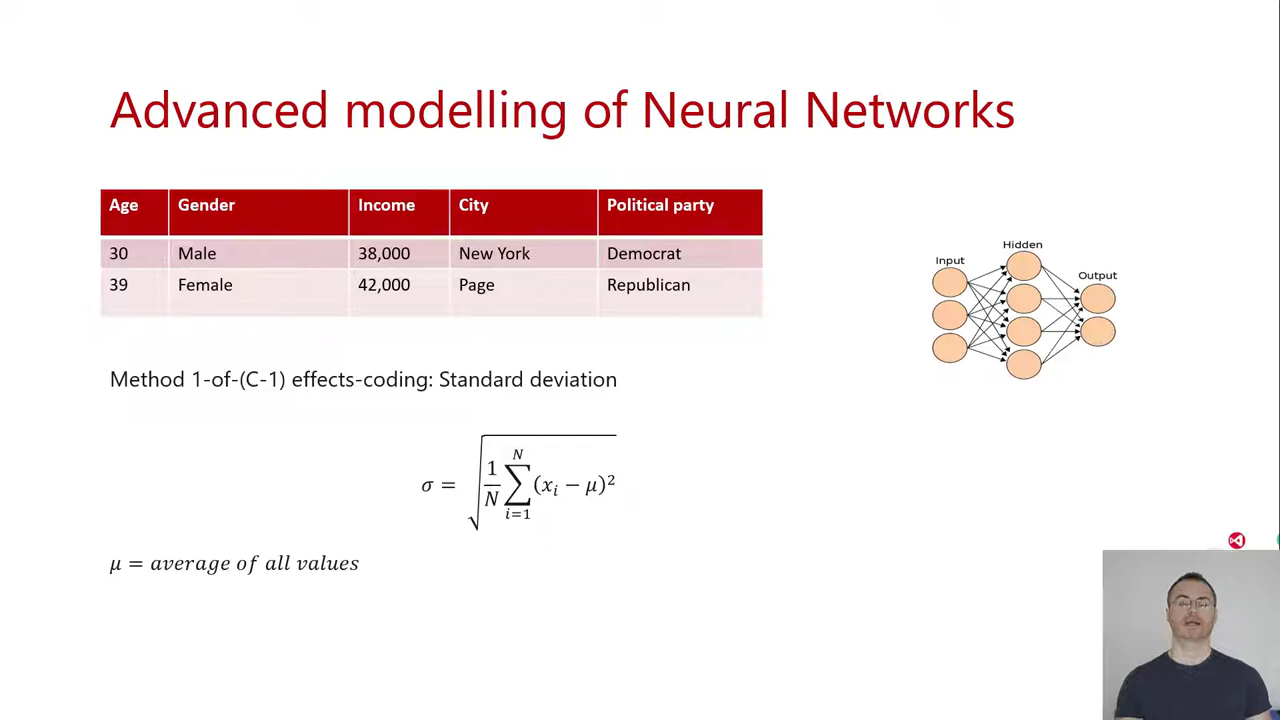 Advanced modelling of Neural Networks
Age Gender Income City Political party
30 Male 38,000 New York Democrat
39 Female 42,000 Page Republican
Hidden
Input
Output
Method 1-of-(C-1) effects-coding: Standard deviation
σ = √(1/N ∑_{i=1}^{N} (x_i − μ)²)
μ = average of all values